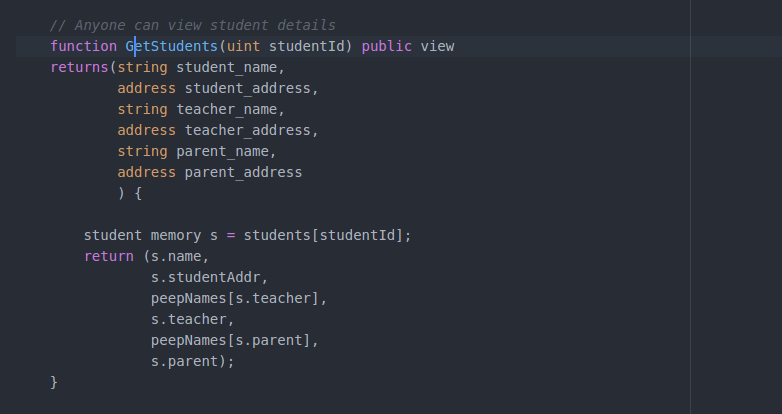 // Anyone can view student details
function GetStudents(uint studentId) public view
returns(string student_name,
address student_address,
string teacher_name,
address teacher_address,
string parent_name,
address parent_address
) {
student memory s = students[studentId];
return (s.name,
s.studentAddr,
peepNames[s.teacher],
s.teacher,
peepNames[s.parent],
s.parent);
}